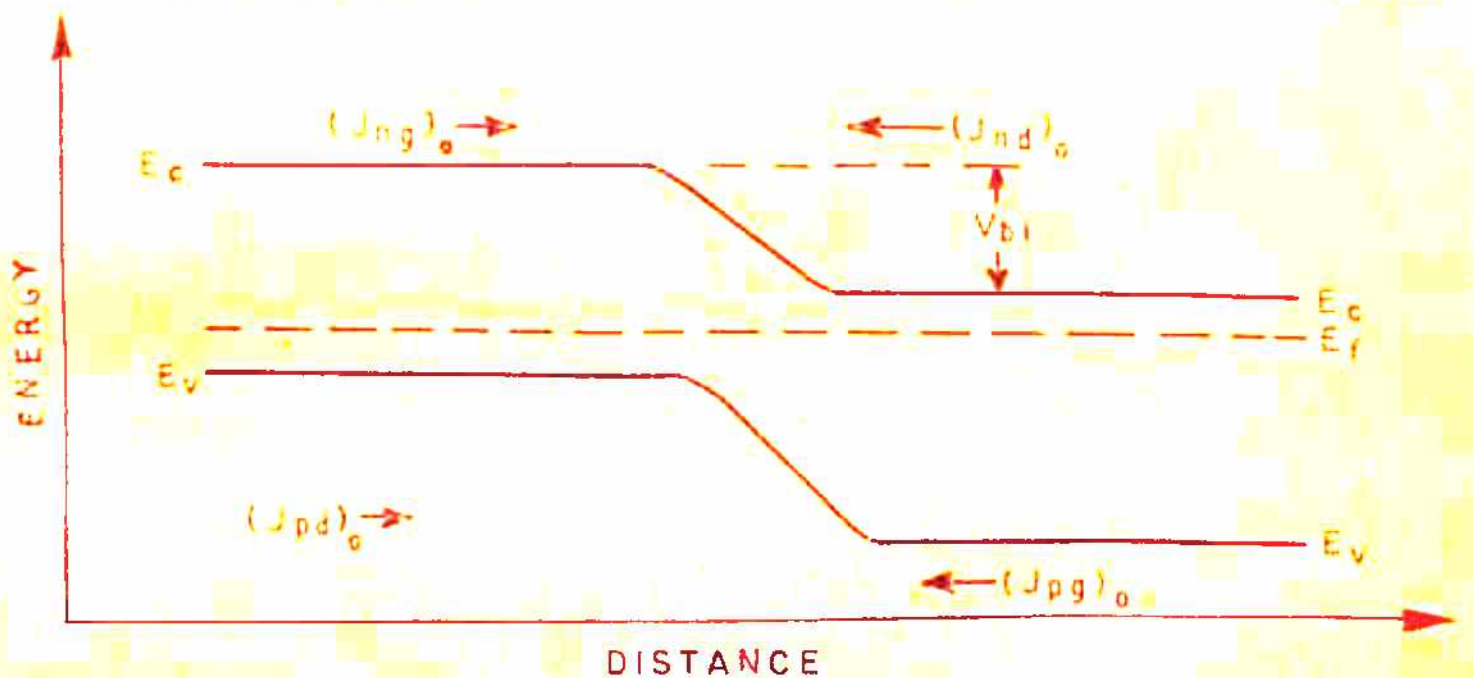 (Jng)o
(Jnd)o
Ec
Vbi
Ec
Ef
Ev
(Jpd)o
Ev
(Jpg)o
ENERGY
DISTANCE